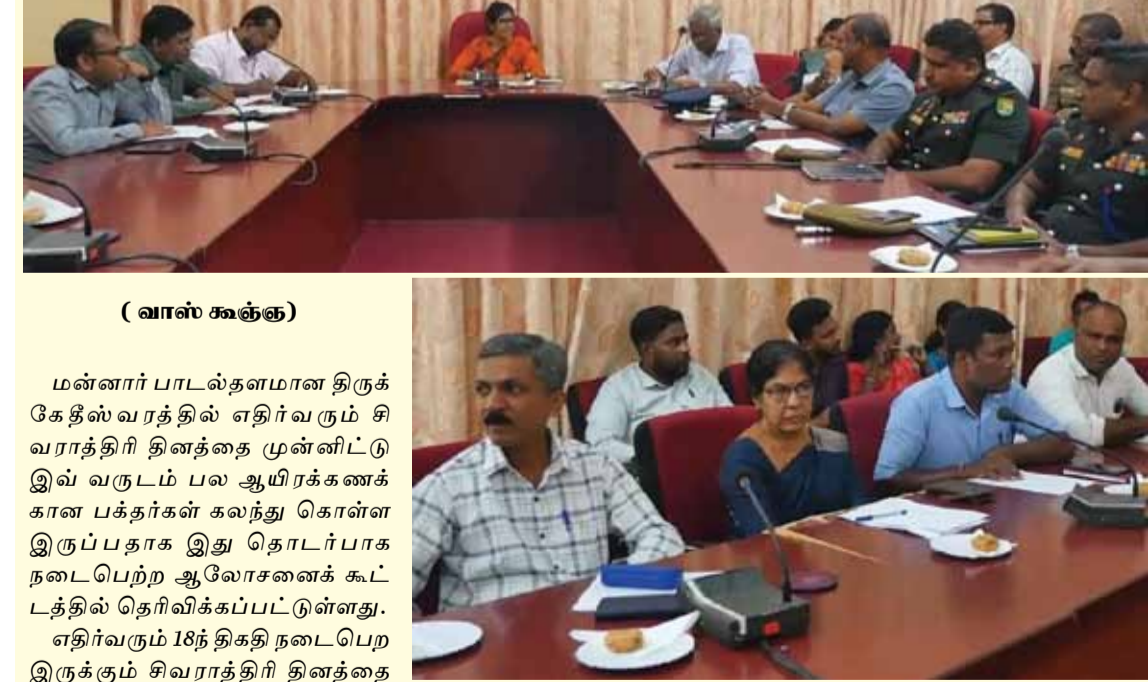 ( வாஸ் கூஞ்ஞ)
மன்னார் பாடல்தளமான திருக்
கேதீஸ்வரத்தில் எதிர்வரும் சி
வராத்திரி தினத்தை முன்னிட்டு
இவ் வருடம் பல ஆயிரக்கணக்
கான பக்தர்கள் கலந்து கொள்ள
இருப்பதாக இது தொடர்பாக
நடைபெற்ற ஆலோசனைக் கூட்
டத்தில் தெரிவிக்கப்பட்டுள்ளது.
எதிர்வரும் 18ந் திகதி நடைபெற
இருக்கும் சிவராத்திரி தினத்தை